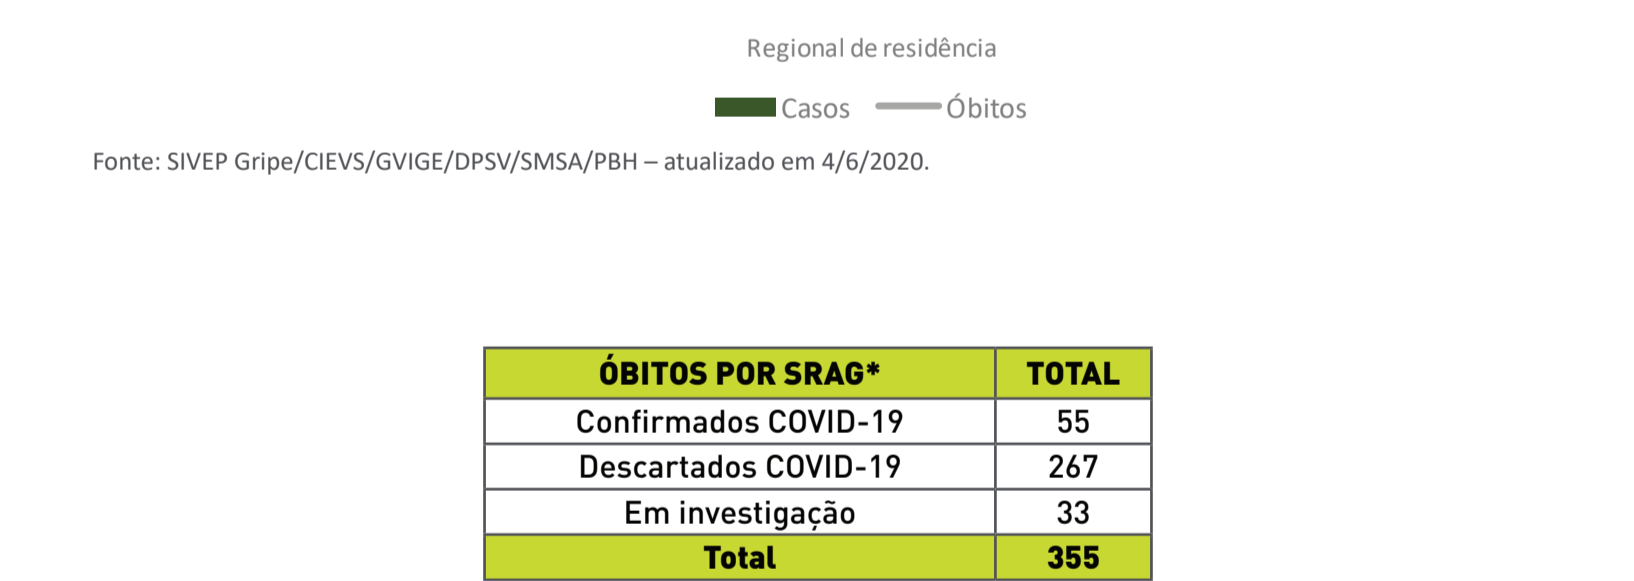 Regional de residência
Casos Óbitos
Fonte: SIVEP Gripe/CIEVS/GVIGE/DPSV/SMSA/PBH – atualizado em 4/6/2020.
ÓBITOS POR SRAG* TOTAL
Confirmados COVID-19 55
Descartados COVID-19 267
Em investigação 33
Total 355